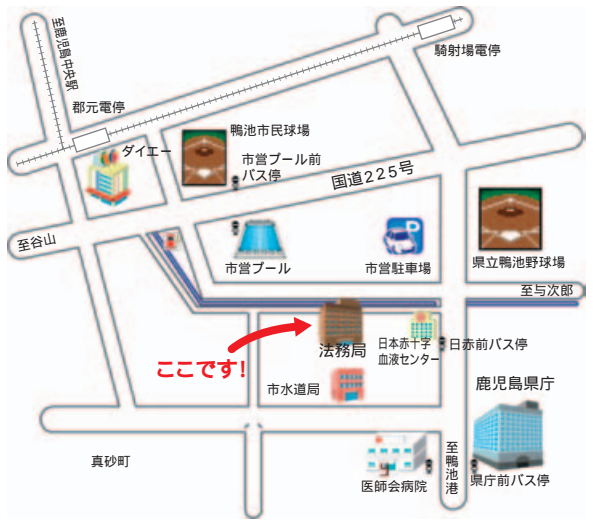 至鹿児島中央駅
騎射場電停
郡元電停
ダイエー
鴨池市民球場
市営プール前
バス停
国道225号
至谷山
市営プール
市営駐車場
県立鴨池野球場
至与次郎
法務局
日本赤十字
血液センター
日赤前バス停
ここです!
市水道局
鹿児島県庁
真砂町
医師会病院
至鴨池港
県庁前バス停